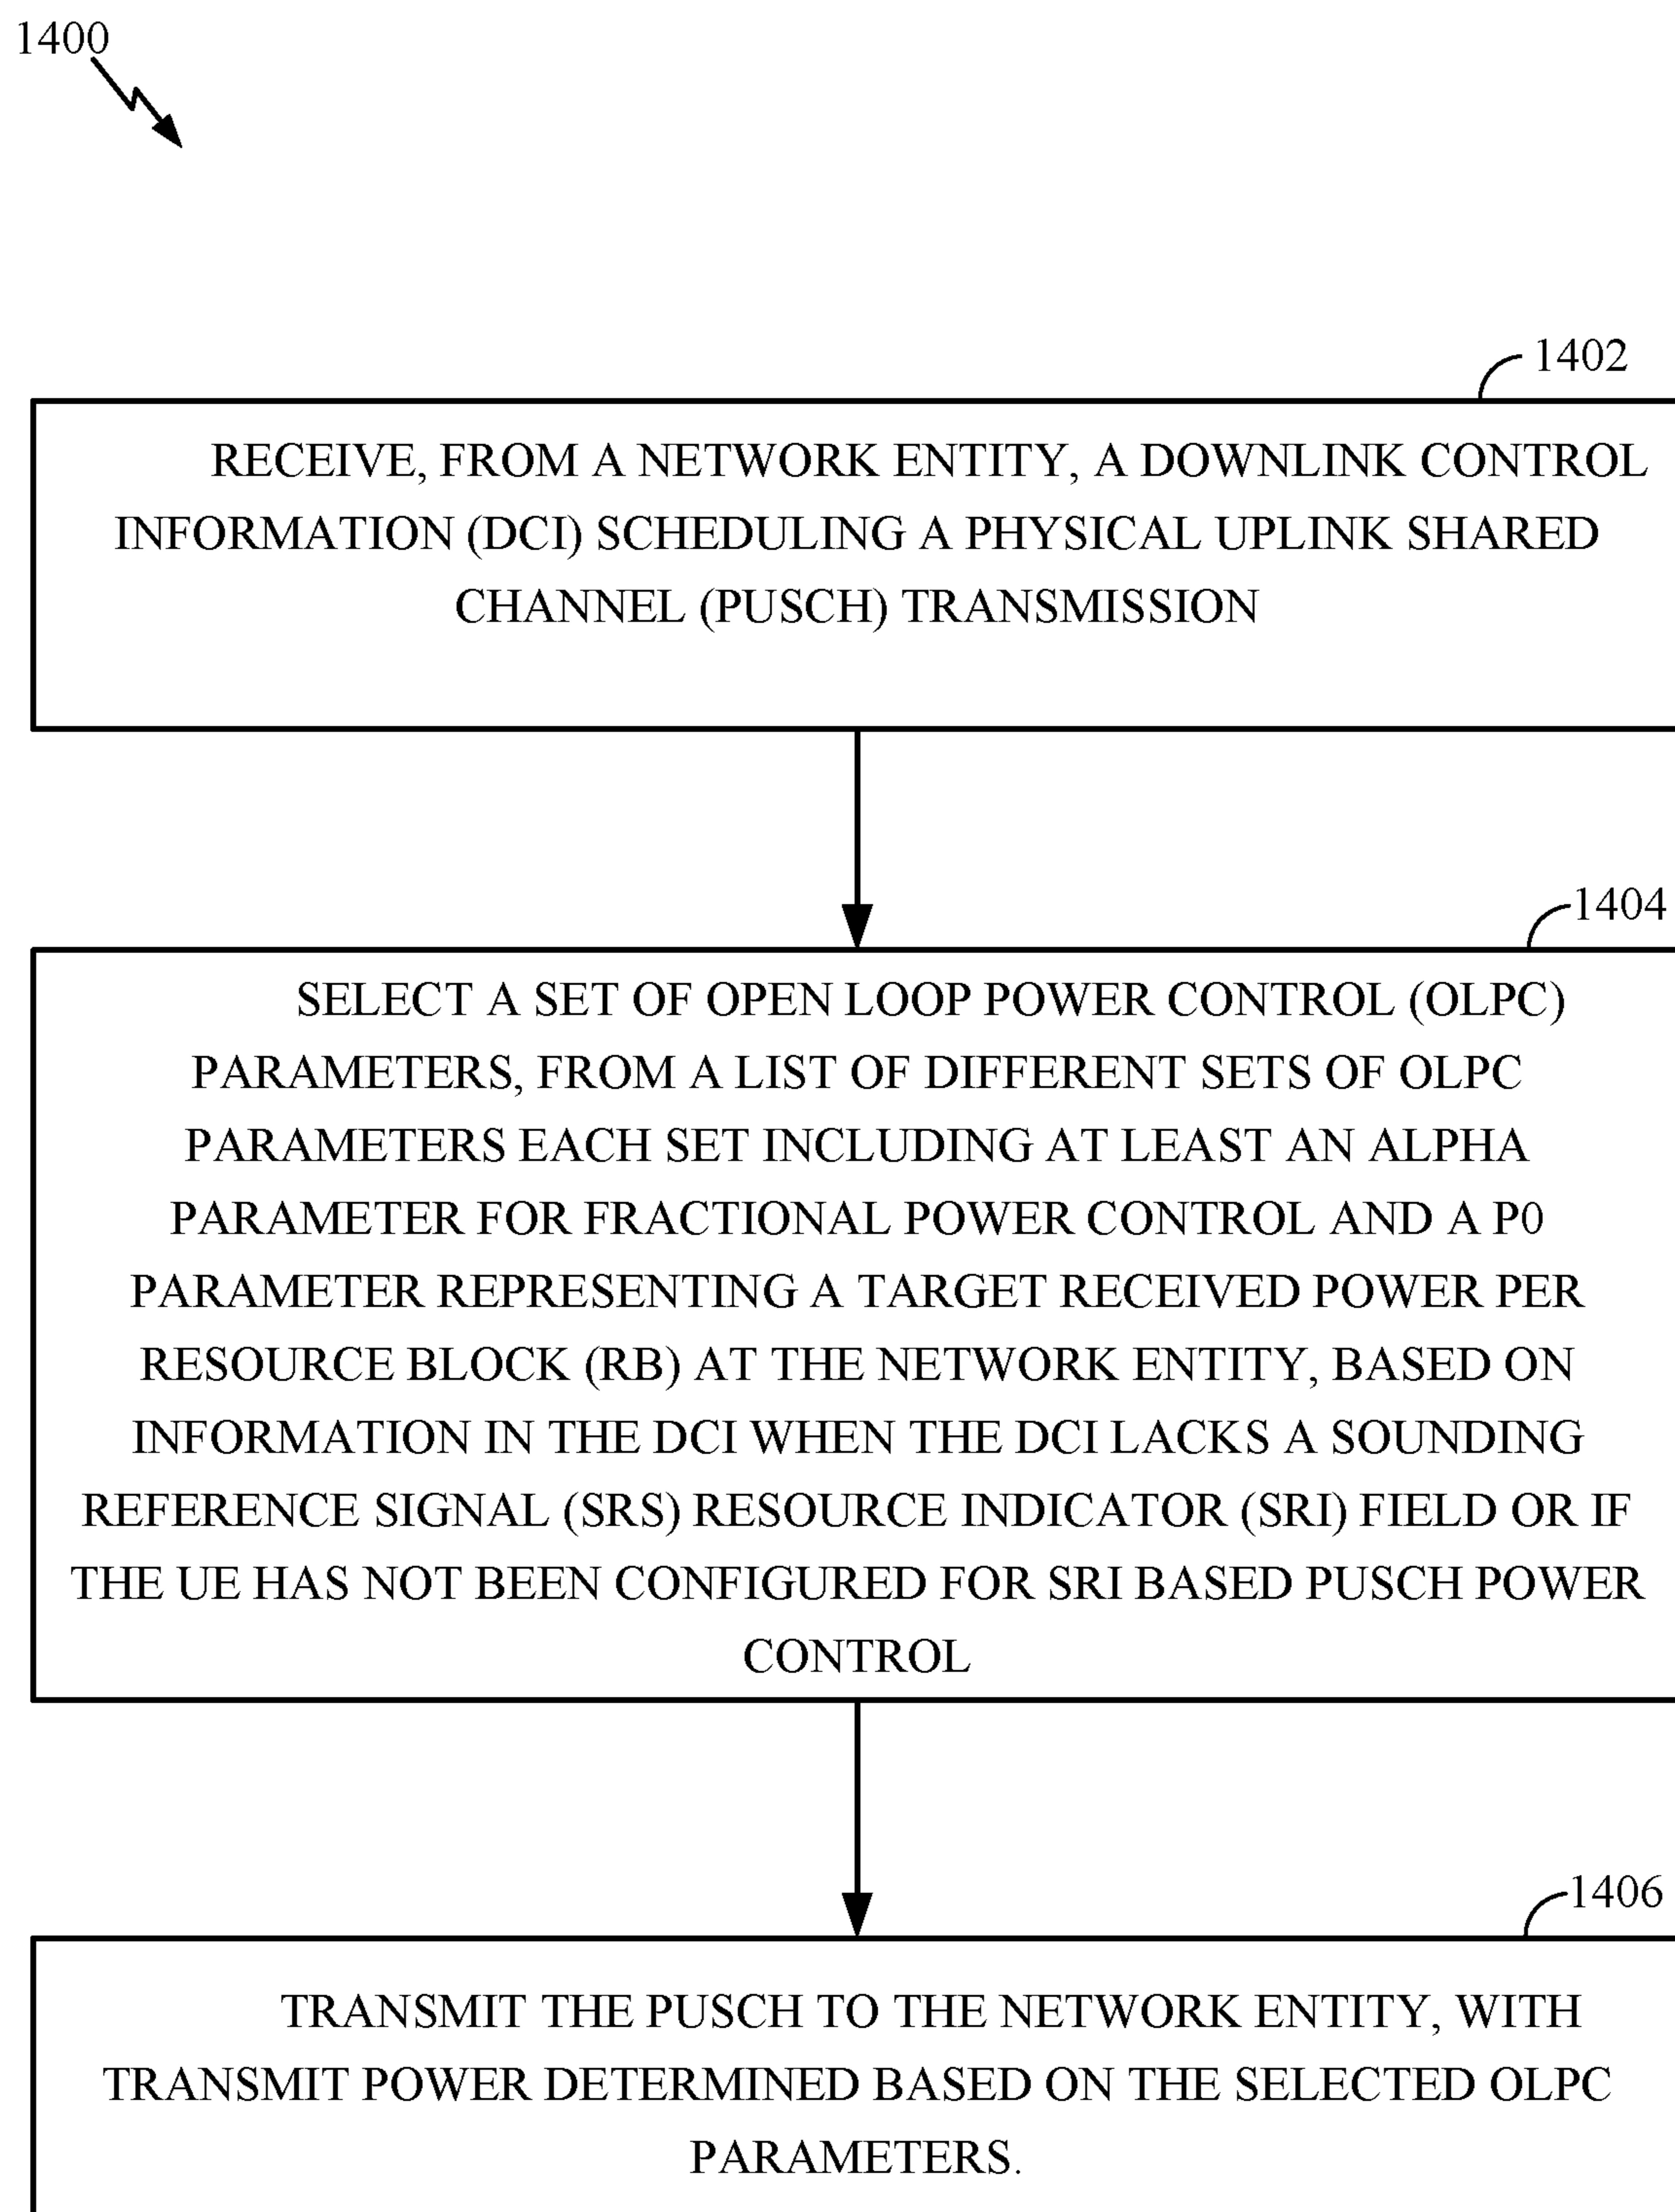 1400
1402
RECEIVE, FROM A NETWORK ENTITY, A DOWNLINK CONTROL
INFORMATION (DCI) SCHEDULING A PHYSICAL UPLINK SHARED
CHANNEL (PUSCH) TRANSMISSION
1404
SELECT A SET OF OPEN LOOP POWER CONTROL (OLPC)
PARAMETERS, FROM A LIST OF DIFFERENT SETS OF OLPC
PARAMETERS EACH SET INCLUDING AT LEAST AN ALPHA
PARAMETER FOR FRACTIONAL POWER CONTROL AND A P0
PARAMETER REPRESENTING A TARGET RECEIVED POWER PER
RESOURCE BLOCK (RB) AT THE NETWORK ENTITY, BASED ON
INFORMATION IN THE DCI WHEN THE DCI LACKS A SOUNDING
REFERENCE SIGNAL (SRS) RESOURCE INDICATOR (SRI) FIELD OR IF
THE UE HAS NOT BEEN CONFIGURED FOR SRI BASED PUSCH POWER
CONTROL
1406
TRANSMIT THE PUSCH TO THE NETWORK ENTITY, WITH
TRANSMIT POWER DETERMINED BASED ON THE SELECTED OLPC
PARAMETERS.